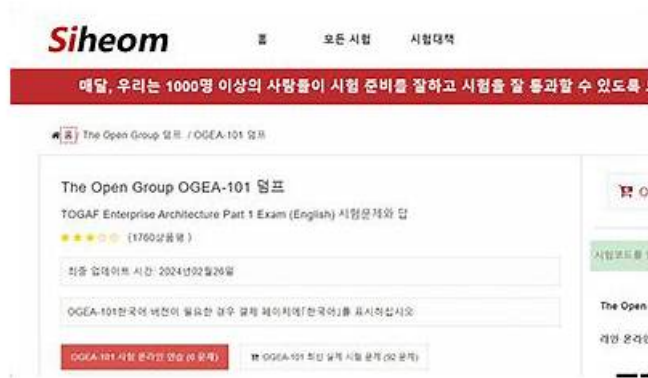 Siheom
홈 모든 시험 시험대책
매달, 우리는 1000명 이상의 사람들이 시험 준비를 잘하고 시험을 잘 통과할 수 있도록
홈 / The Open Group 덤프 / OGEA-101 덤프
The Open Group OGEA-101 덤프
TOGAF Enterprise Architecture Part 1 Exam (English) 시험문제와 답
(1760상품평 )
최종 업데이트 시간: 2024년02월26일
OGEA-101한국어 버전이 필요한 경우 결제 페이지에「한국어」를 표시하십시오
OGEA-101 시험 온라인 연습 (0 문제) OGEA-101 최신 실제 시험 문제 (92 문제)
시험코드를
The Open